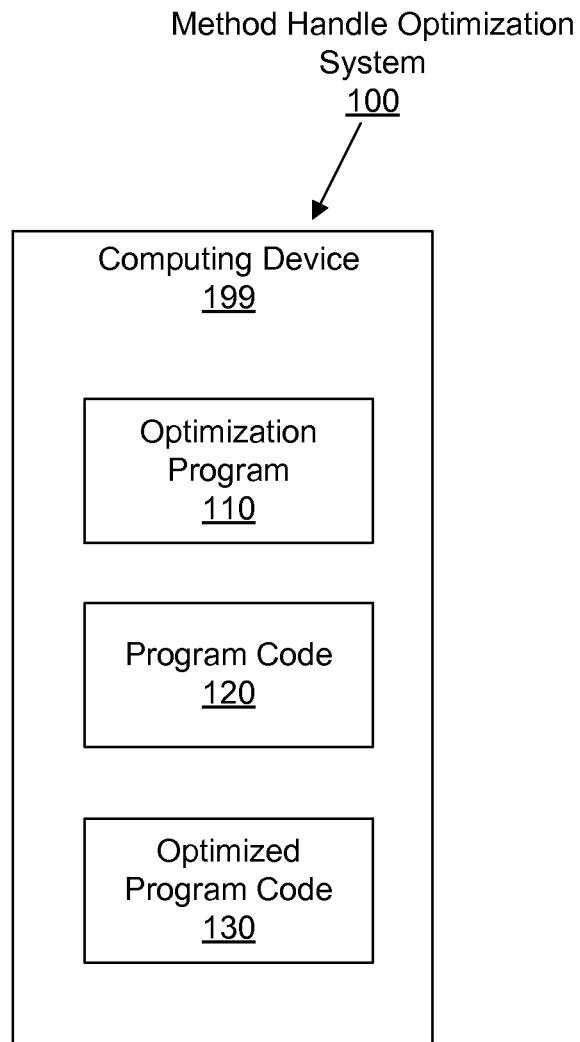 Method Handle Optimization
System
100
Computing Device
199
Optimization
Program
110
Program Code
120
Optimized
Program Code
130